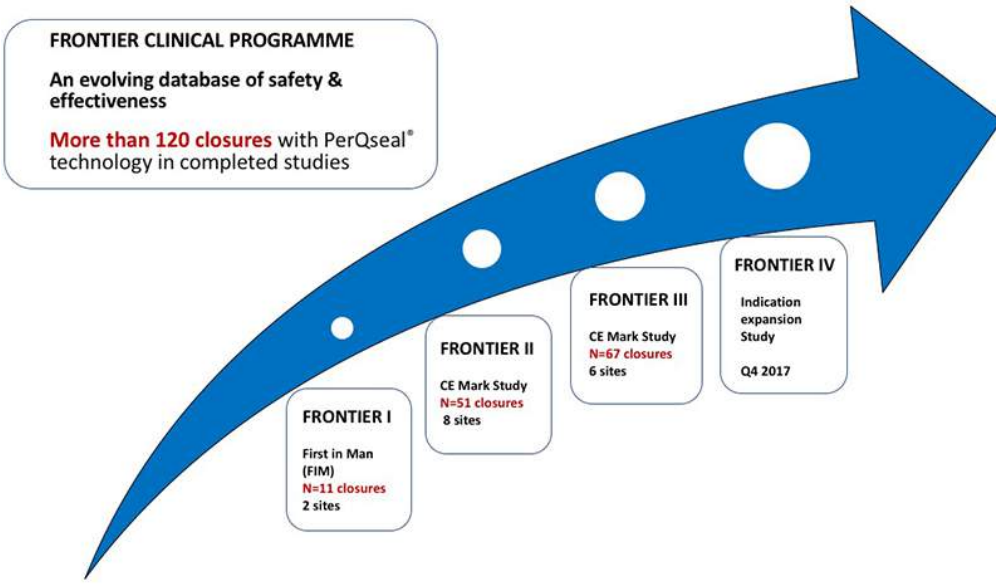 FRONTIER CLINICAL PROGRAMME
An evolving database of safety &
effectiveness
More than 120 closures with PerQseal®
technology in completed studies
FRONTIER I
First in Man
(FIM)
N=11 closures
2 sites
FRONTIER II
CE Mark Study
N=51 closures
8 sites
FRONTIER III
CE Mark Study
N=67 closures
6 sites
FRONTIER IV
Indication
expansion
Study
Q4 2017